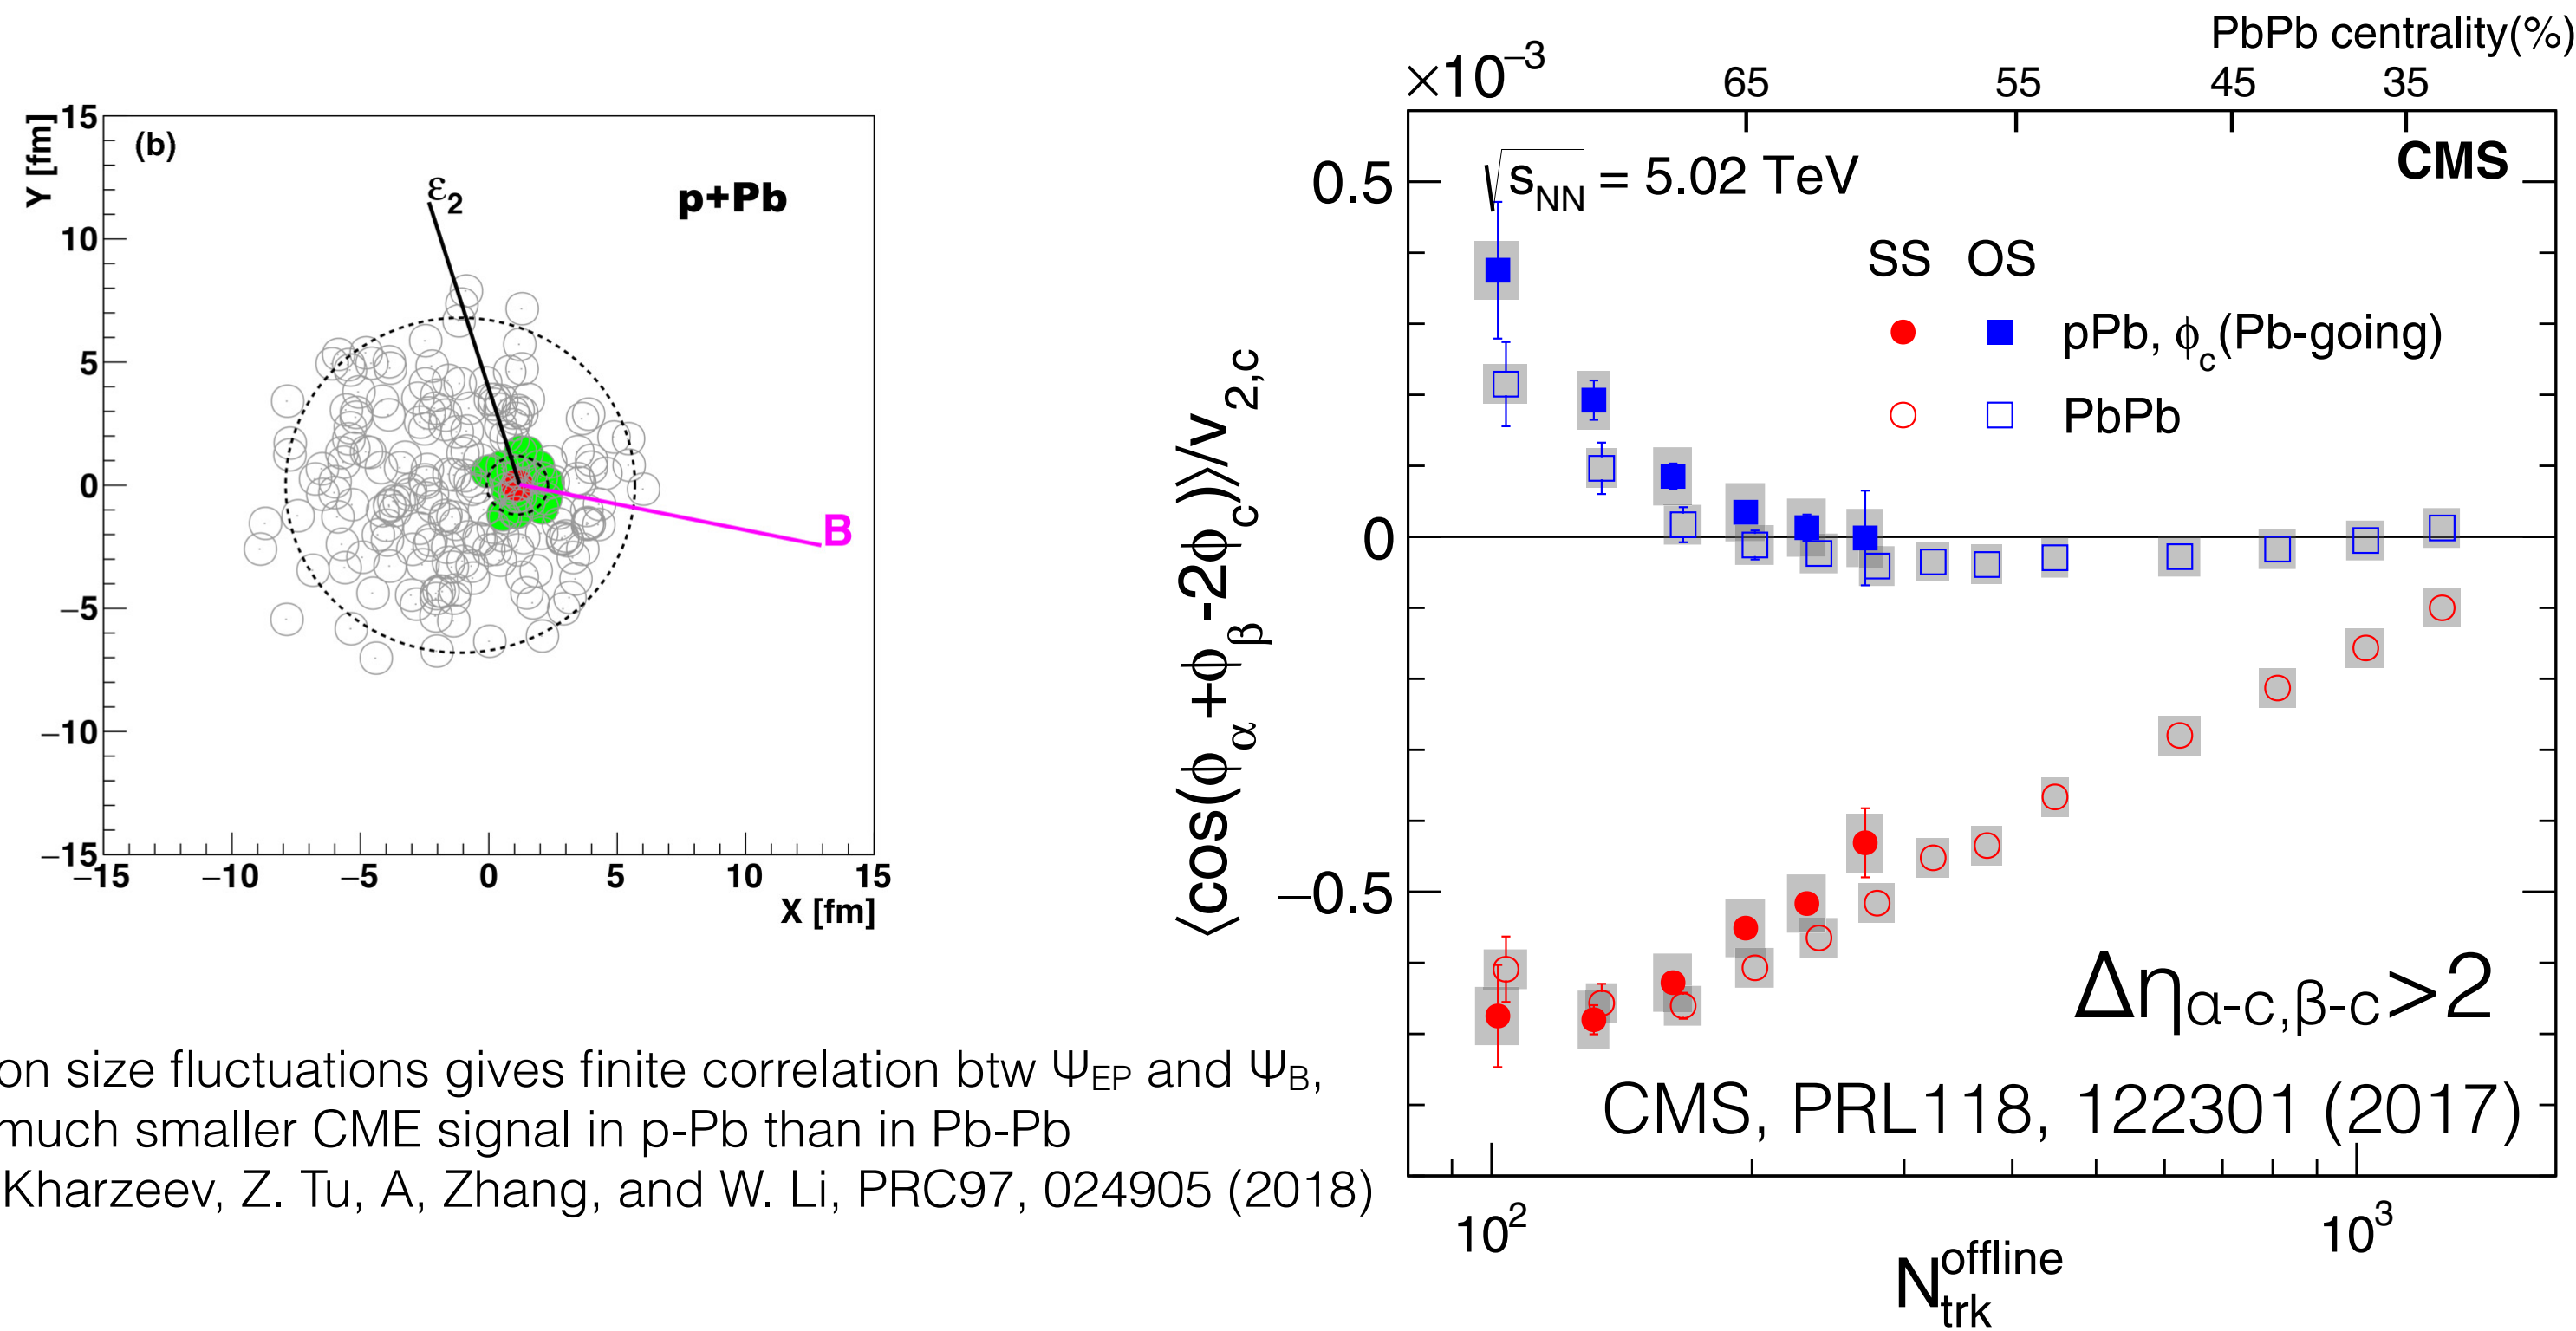 (b)
p+Pb
ε2
B
Y [fm]
15
10
5
0
−5
−10
−15
−15 −10 −5 0 5 10 15
X [fm]
on size fluctuations gives finite correlation btw ΨEP and ΨB,
much smaller CME signal in p-Pb than in Pb-Pb
Kharzeev, Z. Tu, A, Zhang, and W. Li, PRC97, 024905 (2018)
PbPb centrality(%)
×10−3 65 55 45 35
√sNN = 5.02 TeV
CMS
SS OS
pPb, ϕc(Pb-going)
PbPb
0.5
0
−0.5
⟨cos(ϕα+ϕβ-2ϕc)⟩/v2,c
Δηα-c,β-c>2
CMS, PRL118, 122301 (2017)
10² 10³
Ntrk offline